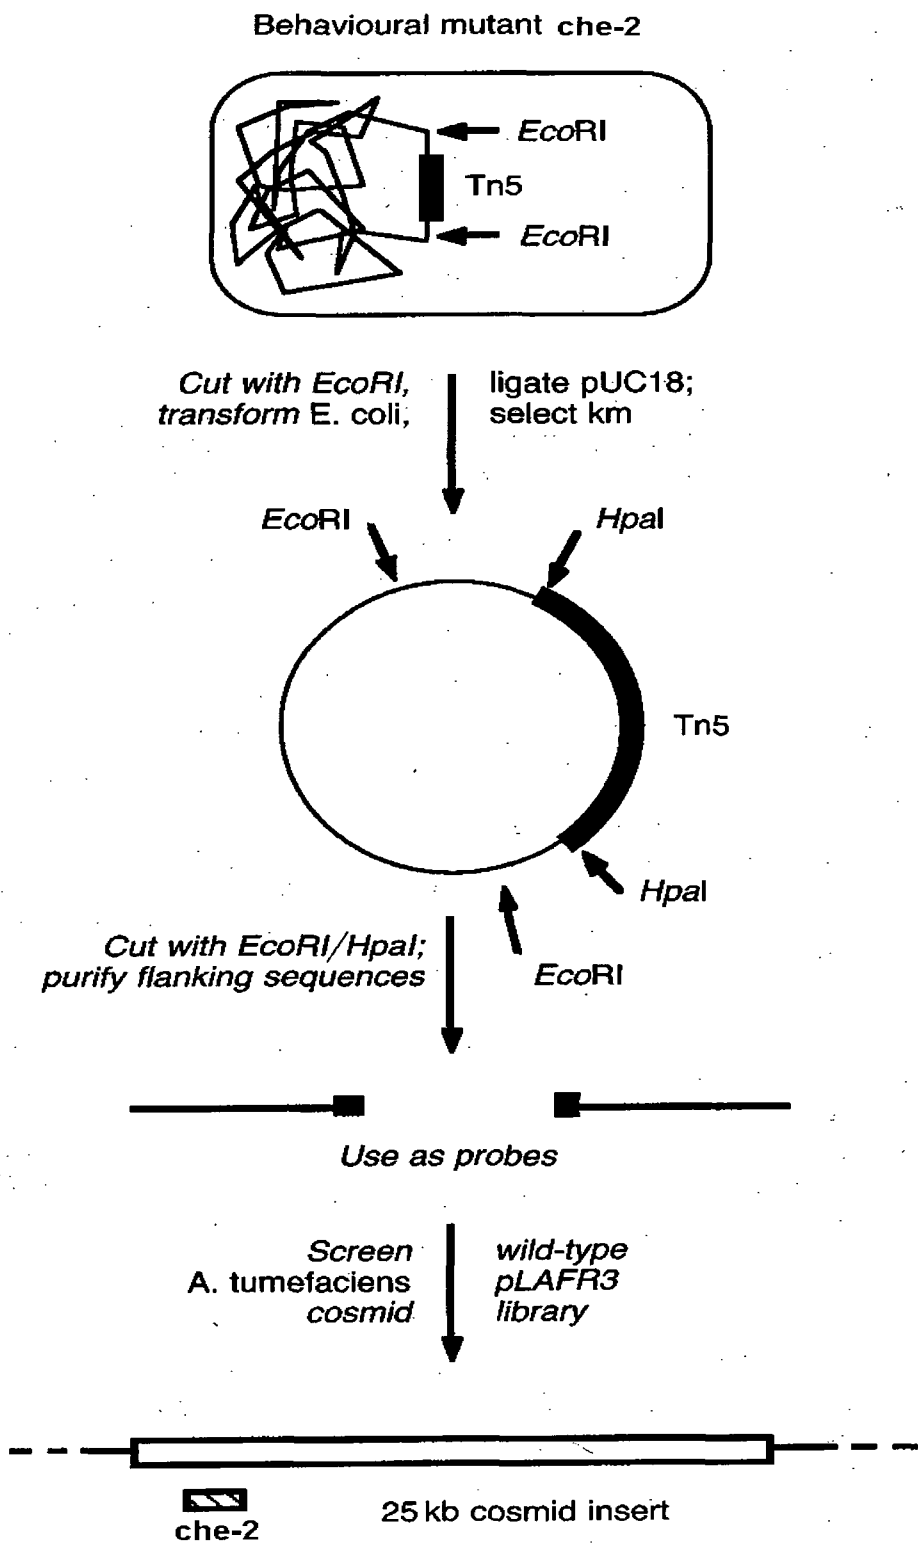 Behavioural mutant che-2
EcoRI
Tn5
EcoRI
Cut with EcoRI,
transform E. coli,
ligate pUC18;
select km
EcoRI
HpaI
Tn5
HpaI
EcoRI
Cut with EcoRI/HpaI;
purify flanking sequences
Use as probes
Screen
A. tumefaciens
cosmid
wild-type
pLAFR3
library
25 kb cosmid insert
che-2